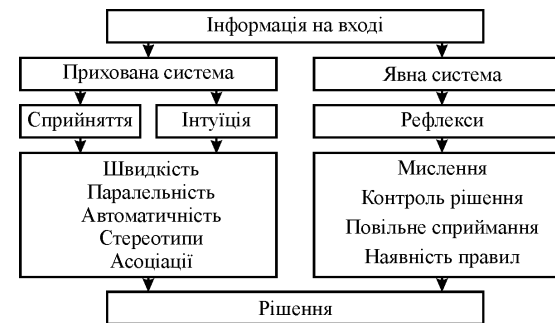 Інформація на вході
Прихована система
Явна система
Сприйняття
Інтуїція
Рефлекси
Швидкість
Паралельність
Автоматичність
Стереотипи
Асоціації
Мислення
Контроль рішення
Повільне сприймання
Наявність правил
Рішення